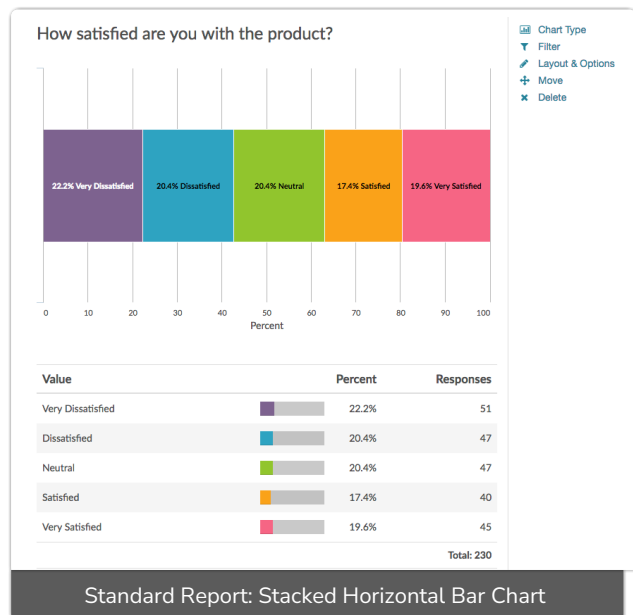 How satisfied are you with the product?
Chart Type
Filter
Layout & Options
Move
Delete
22.2% Very Dissatisfied 20.4% Dissatisfied 20.4% Neutral 17.4% Satisfied 19.6% Very Satisfied
0 10 20 30 40 50 60 70 80 90 100
Percent
Value Percent Responses
Very Dissatisfied 22.2% 51
Dissatisfied 20.4% 47
Neutral 20.4% 47
Satisfied 17.4% 40
Very Satisfied 19.6% 45
Total: 230
Standard Report: Stacked Horizontal Bar Chart